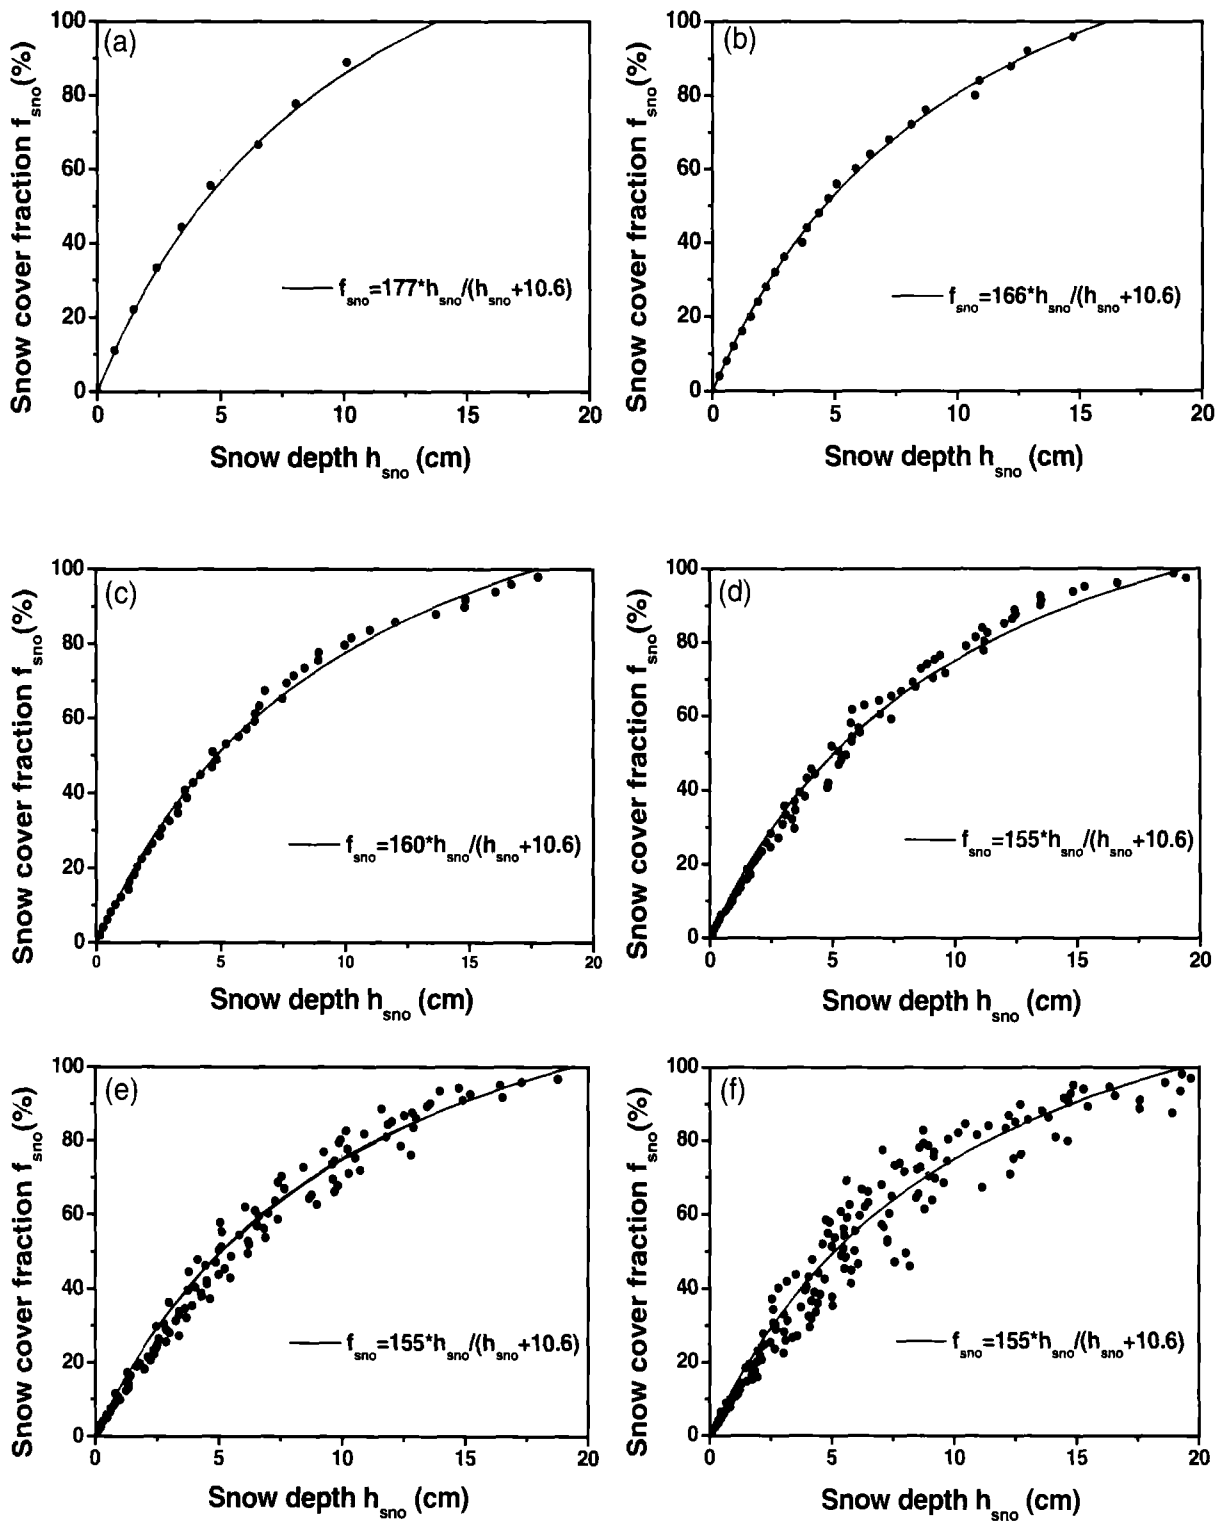 (a)
Snow cover fraction f_sno(%)
100
80
60
40
20
0
f_sno=177*h_sno/(h_sno+10.6)
0 5 10 15 20
Snow depth h_sno (cm)
(b)
Snow cover fraction f_sno(%)
100
80
60
40
20
0
f_sno=166*h_sno/(h_sno+10.6)
0 5 10 15 20
Snow depth h_sno (cm)
(c)
Snow cover fraction f_sno(%)
100
80
60
40
20
0
f_sno=160*h_sno/(h_sno+10.6)
0 5 10 15 20
Snow depth h_sno (cm)
(d)
Snow cover fraction f_sno(%)
100
80
60
40
20
0
f_sno=155*h_sno/(h_sno+10.6)
0 5 10 15 20
Snow depth h_sno (cm)
(e)
Snow cover fraction f_sno(%)
100
80
60
40
20
0
f_sno=155*h_sno/(h_sno+10.6)
0 5 10 15 20
Snow depth h_sno (cm)
(f)
Snow cover fraction f_sno(%)
100
80
60
40
20
0
f_sno=155*h_sno/(h_sno+10.6)
0 5 10 15 20
Snow depth h_sno (cm)